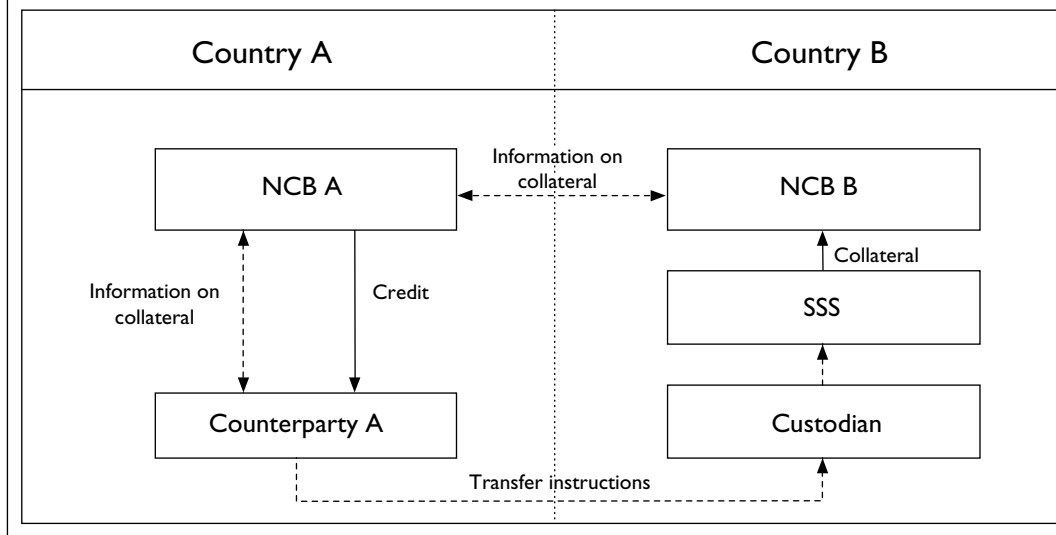 Country A
Country B
NCB A
Information on
collateral
NCB B
Collateral
Information on
collateral
Credit
SSS
Counterparty A
Custodian
Transfer instructions